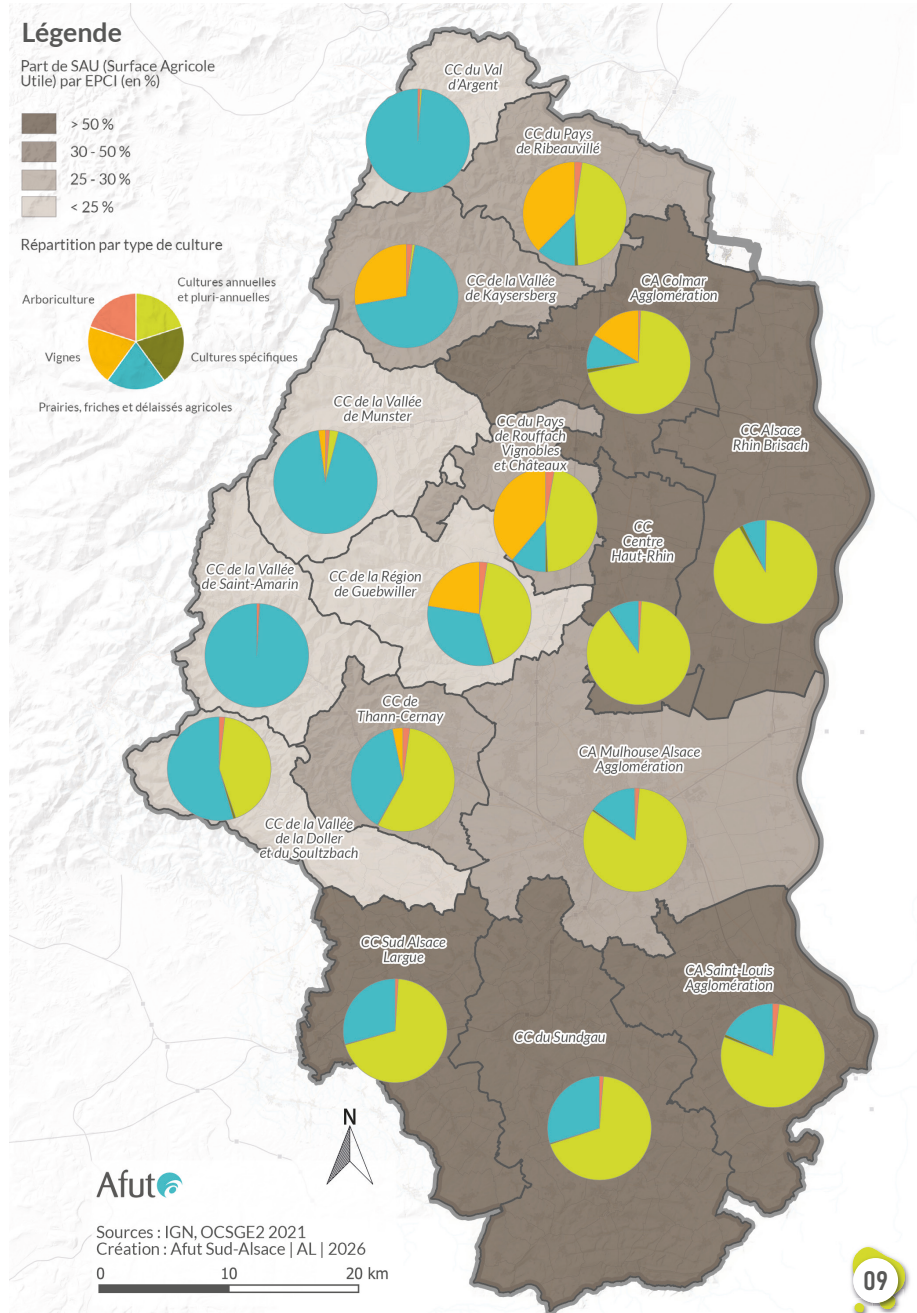 Légende
Part de SAU (Surface Agricole
Utile) par EPCI (en %)
> 50 %
30 - 50 %
25 - 30 %
< 25 %
Répartition par type de culture
Arboriculture
Cultures annuelles
et pluri-annuelles
Vignes
Cultures spécifiques
Prairies, friches et délaissés agricoles
CC du Val
d'Argent
CC du Pays
de Ribeauvillé
CC de la Vallée
de Kaysersberg
CA Colmar
Agglomération
CC de la Vallée
de Munster
CC du Pays
de Rouffach
Vignobles
et Châteaux
CC Alsace
Rhin Brisach
CC
Centre
Haut-Rhin
CC de la Vallée
de Saint-Amarin
CC de la Région
de Guebwiller
CC de
Thann-Cernay
CA Mulhouse Alsace
Agglomération
CC de la Vallée
de la Doller
et du Soultzbach
CC Sud Alsace
Largue
CA Saint-Louis
Agglomération
CC du Sundgau
N
Afut
Sources : IGN, OCSGE2 2021
Création : Afut Sud-Alsace | AL | 2026
0 10 20 km
09